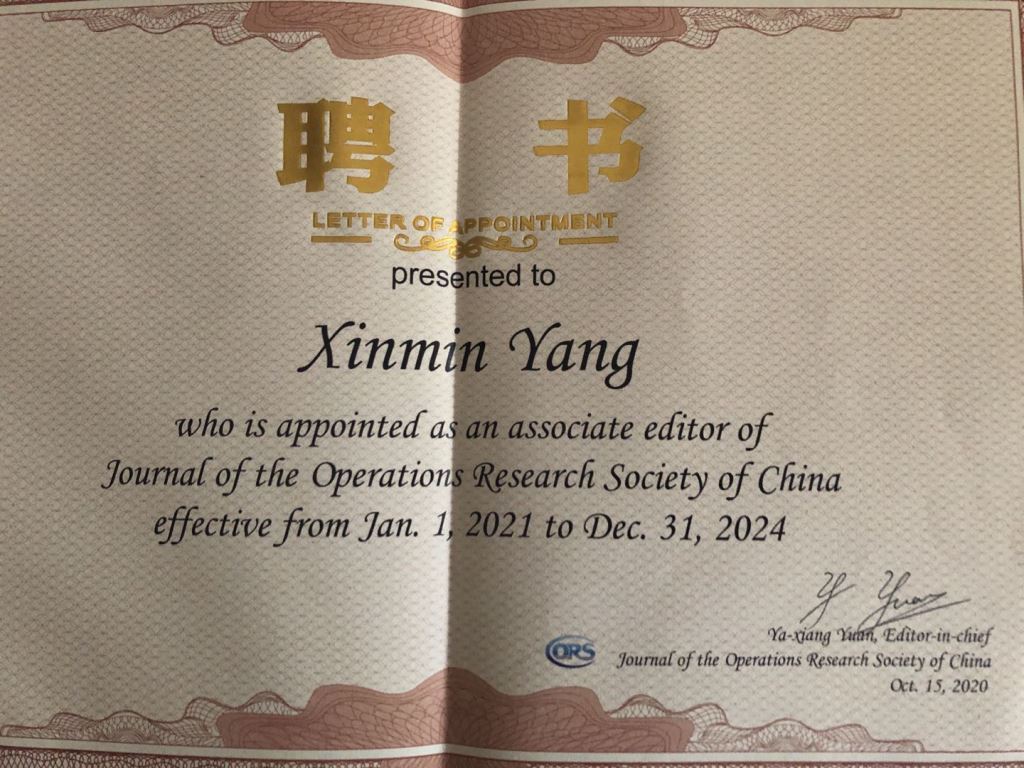 聘 书
LETTER OF APPOINTMENT
presented to
Xinmin Yang
who is appointed as an associate editor of
Journal of the Operations Research Society of China
effective from Jan. 1, 2021 to Dec. 31, 2024
Y Yuan
Ya-xiang Yuan, Editor-in-chief
ORS
Journal of the Operations Research Society of China
Oct. 15, 2020